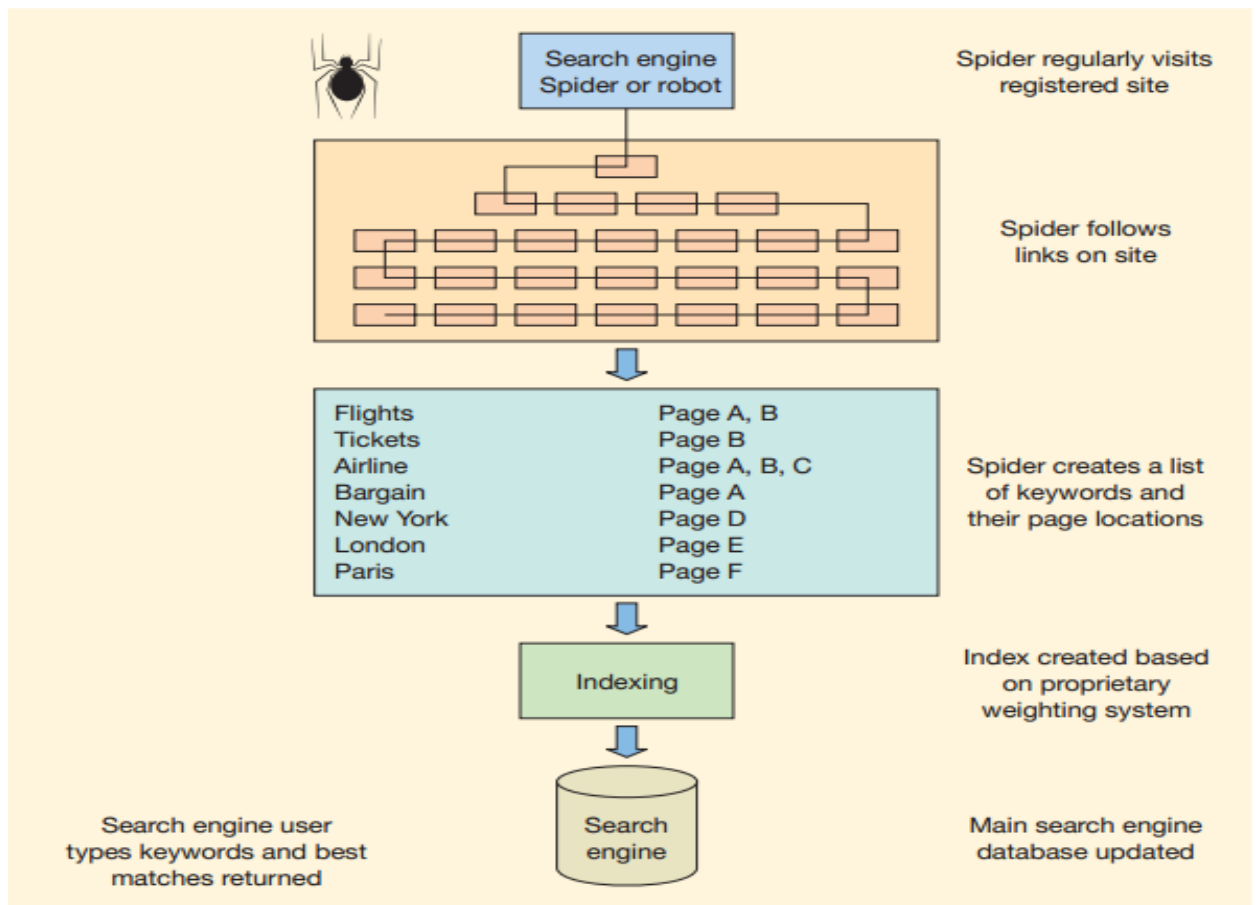 Search engine
Spider or robot
Spider regularly visits
registered site
Spider follows
links on site
Flights Page A, B
Tickets Page B
Airline Page A, B, C
Bargain Page A
New York Page D
London Page E
Paris Page F
Spider creates a list
of keywords and
their page locations
Indexing
Index created based
on proprietary
weighting system
Search engine user
types keywords and best
matches returned
Search
engine
Main search engine
database updated